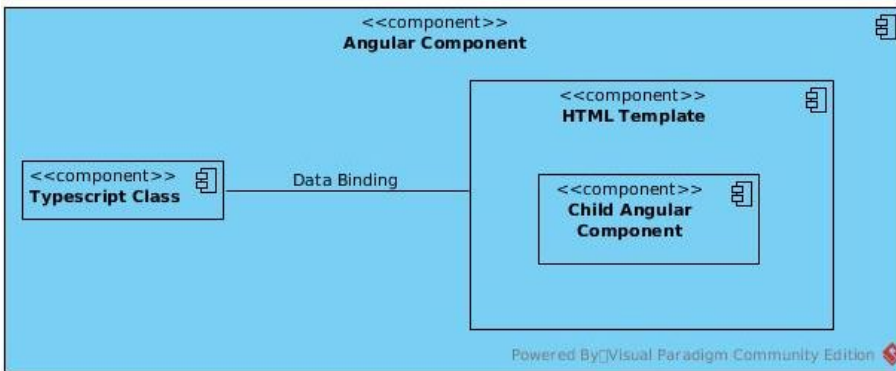 <<component>>
Angular Component
<<component>>
HTML Template
<<component>>
Typescript Class
Data Binding
<<component>>
Child Angular
Component
Powered By Visual Paradigm Community Edition